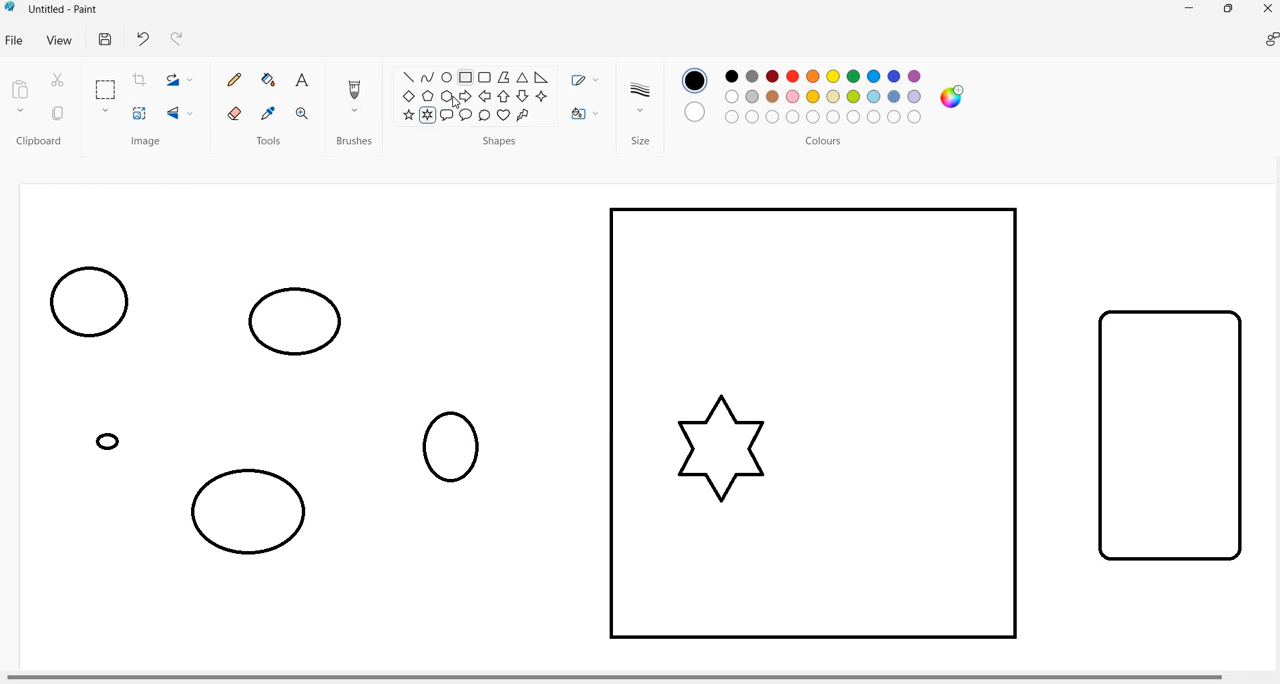 Untitled - Paint
File View
Clipboard Image Tools Brushes Shapes Size Colours